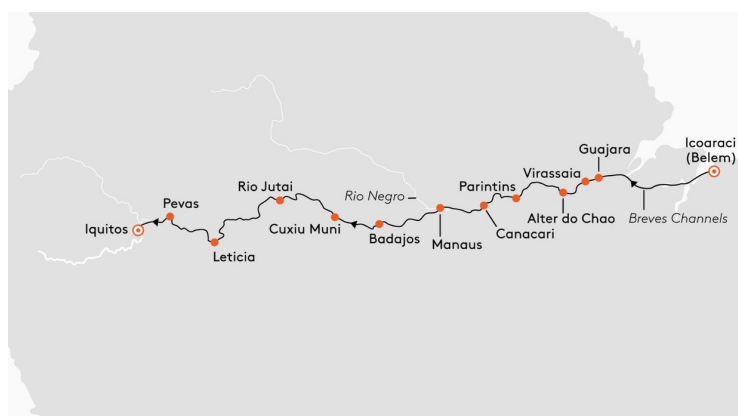 Icoaraci
(Belem)
Guajara
Virassaia
Rio Jutai
Parintins
Rio Negro
Pevas
Alter do Chao
Breves Channels
Iquitos
Cuxiu Muni
Badajos
Canacari
Manaus
Leticia